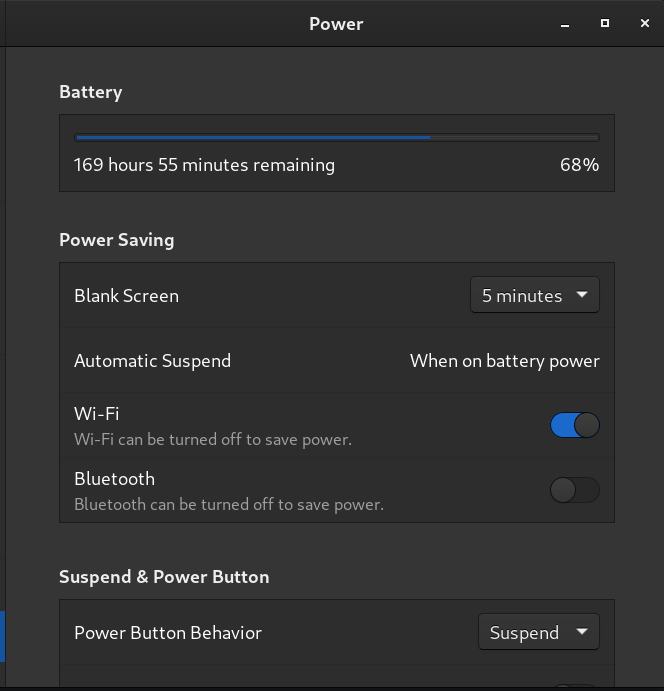 Power
Battery
169 hours 55 minutes remaining 68%
Power Saving
Blank Screen 5 minutes
Automatic Suspend When on battery power
Wi-Fi
Wi-Fi can be turned off to save power.
Bluetooth
Bluetooth can be turned off to save power.
Suspend & Power Button
Power Button Behavior Suspend